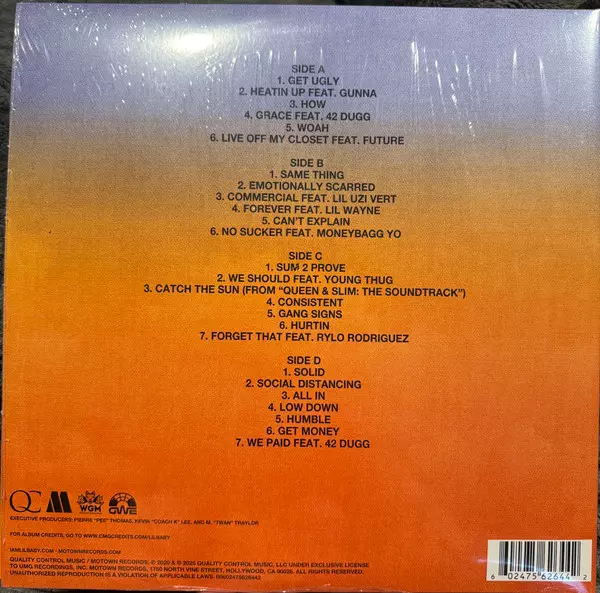 SIDE A
1. GET UGLY
2. HEATIN UP FEAT. GUNNA
3. HOW
4. GRACE FEAT. 42 DUGG
5. WOAH
6. LIVE OFF MY CLOSET FEAT. FUTURE
SIDE B
1. SAME THING
2. EMOTIONALLY SCARRED
3. COMMERCIAL FEAT. LIL UZI VERT
4. FOREVER FEAT. LIL WAYNE
5. CAN'T EXPLAIN
6. NO SUCKER FEAT. MONEYBAGG YO
SIDE C
1. SUM 2 PROVE
2. WE SHOULD FEAT. YOUNG THUG
3. CATCH THE SUN (FROM “QUEEN & SLIM: THE SOUNDTRACK”)
4. CONSISTENT
5. GANG SIGNS
6. HURTIN
7. FORGET THAT FEAT. RYLO RODRIGUEZ
SIDE D
1. SOLID
2. SOCIAL DISTANCING
3. ALL IN
4. LOW DOWN
5. HUMBLE
6. GET MONEY
7. WE PAID FEAT. 42 DUGG
QC M WGM GWE
EXECUTIVE PRODUCERS: PIERRE "PEE" THOMAS, KEVIN "COACH K" LEE, AND M. "TWAN" TRAYLOR
FOR ALBUM CREDITS, GO TO WWW.UMGCREDITS.COM/LILBABY
IAMLILBABY.COM · MOTOWNRECORDS.COM
QUALITY CONTROL MUSIC / MOTOWN RECORDS, ℗ 2020 & © 2025 QUALITY CONTROL MUSIC, LLC UNDER EXCLUSIVE LICENSE
TO UMG RECORDINGS, INC. MOTOWN RECORDS, 1750 NORTH VINE STREET, HOLLYWOOD, CA 90028. ALL RIGHTS RESERVED.
UNAUTHORIZED REPRODUCTION IS A VIOLATION OF APPLICABLE LAWS. 00602475626442
6 02475 62644 2